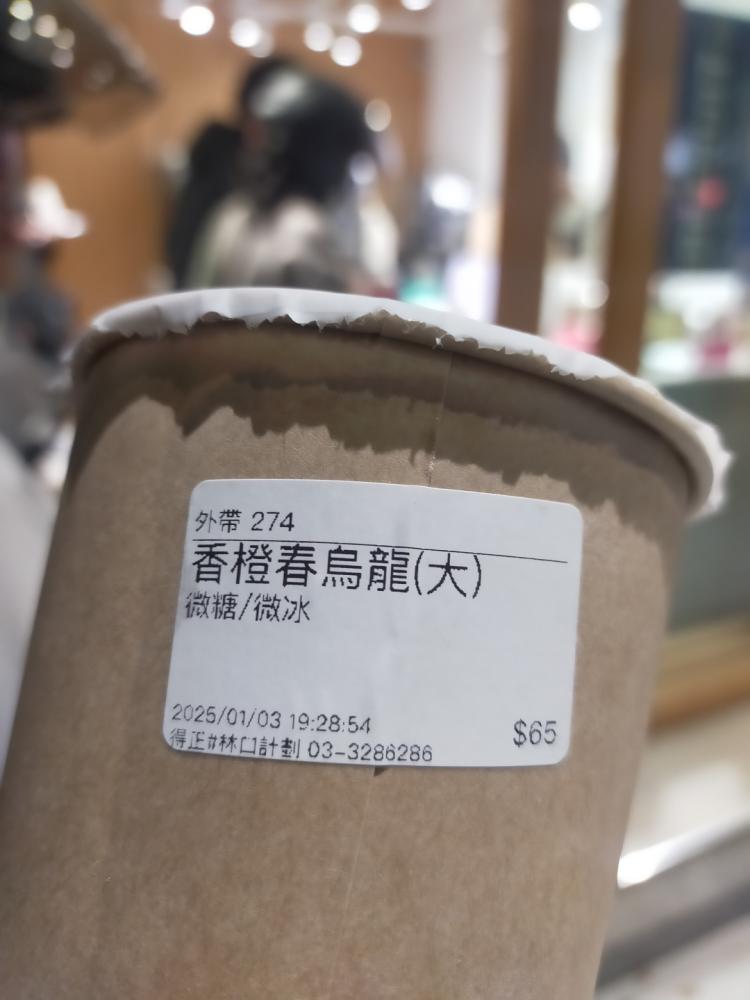 外帶 274
香橙春烏龍(大)
微糖/微冰
2025/01/03 19:28:54
$65
得正#林口計劃 03-3286286